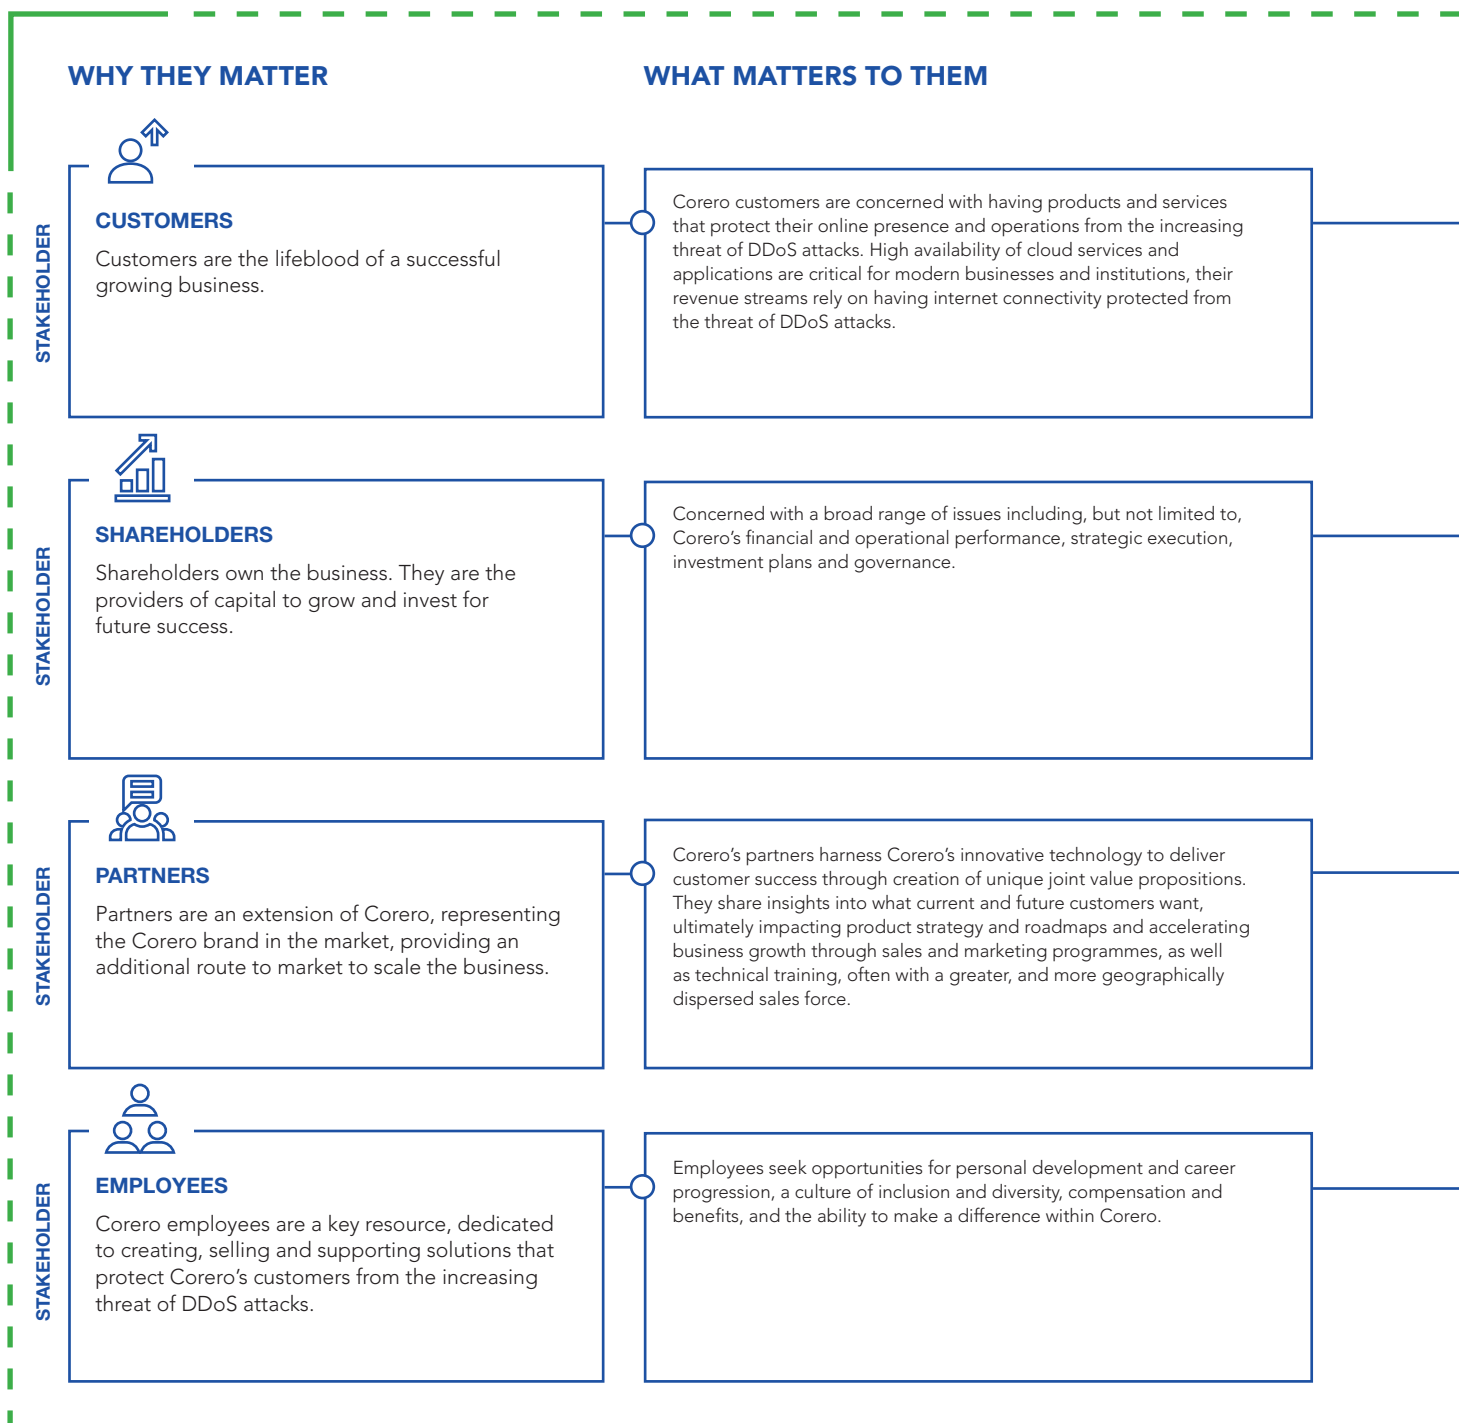 WHY THEY MATTER
WHAT MATTERS TO THEM
STAKEHOLDER
CUSTOMERS
Customers are the lifeblood of a successful
growing business.
Corero customers are concerned with having products and services
that protect their online presence and operations from the increasing
threat of DDoS attacks. High availability of cloud services and
applications are critical for modern businesses and institutions, their
revenue streams rely on having internet connectivity protected from
the threat of DDoS attacks.
STAKEHOLDER
SHAREHOLDERS
Shareholders own the business. They are the
providers of capital to grow and invest for
future success.
Concerned with a broad range of issues including, but not limited to,
Corero's financial and operational performance, strategic execution,
investment plans and governance.
STAKEHOLDER
PARTNERS
Partners are an extension of Corero, representing
the Corero brand in the market, providing an
additional route to market to scale the business.
Corero's partners harness Corero's innovative technology to deliver
customer success through creation of unique joint value propositions.
They share insights into what current and future customers want,
ultimately impacting product strategy and roadmaps and accelerating
business growth through sales and marketing programmes, as well
as technical training, often with a greater, and more geographically
dispersed sales force.
STAKEHOLDER
EMPLOYEES
Corero employees are a key resource, dedicated
to creating, selling and supporting solutions that
protect Corero's customers from the increasing
threat of DDoS attacks.
Employees seek opportunities for personal development and career
progression, a culture of inclusion and diversity, compensation and
benefits, and the ability to make a difference within Corero.